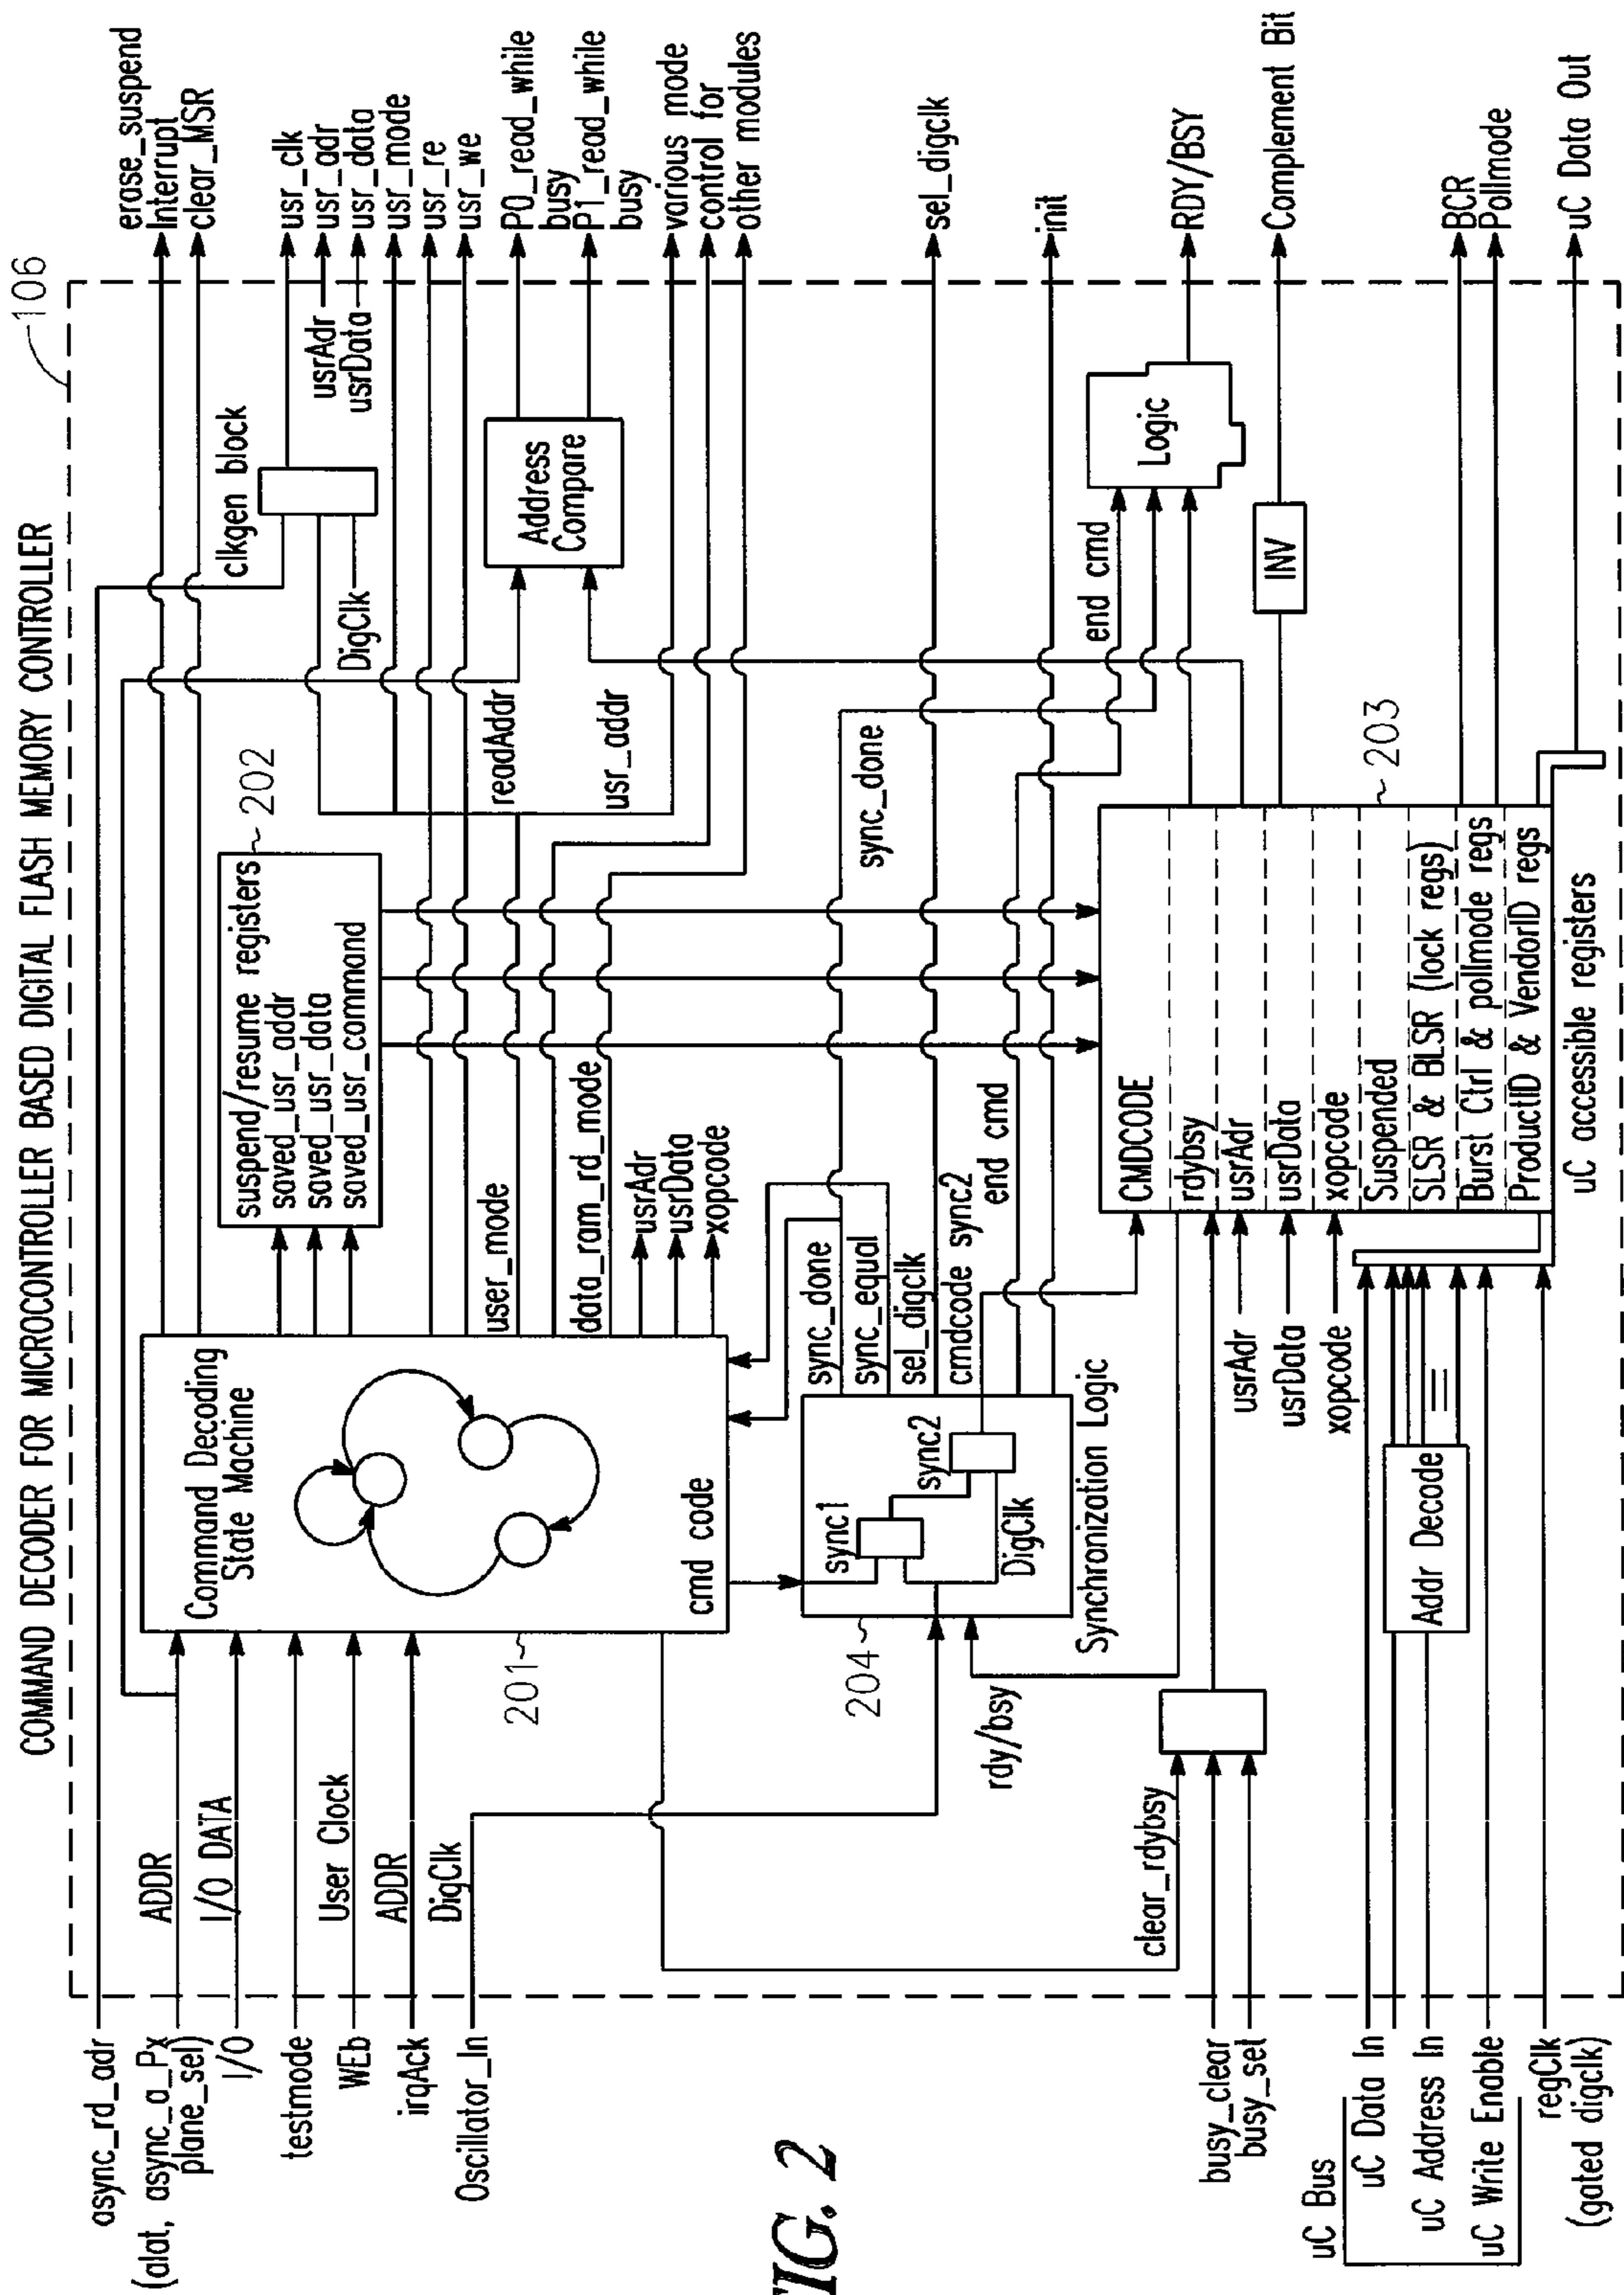 COMMAND DECODER FOR MICROCONTROLLER BASED DIGITAL FLASH MEMORY CONTROLLER
106
async_rd_adr
(alat, async_a_Px
plane_sel)
I/O
testmode
WEb
irqAck
Oscillator_In
busy_clear
busy_set
uC Bus
uC Data In
uC Address In
uC Write Enable
regClk
(gated digclk)
ADDR
I/O DATA
User Clock
ADDR
DigClk
clear_rdybsy
rdy/bsy
Command Decoding
State Machine
cmd code
201
204
sync1
sync2
DigClk
Synchronization Logic
usrAdr
usrData
xopcode
Addr Decode
suspend/resume registers
saved_usr_addr
saved_usr_data
saved_usr_command
202
user_mode
data_ram_rd_mode
usrAdr
usrData
xopcode
sync_done
sync_equal
sel_digclk
cmdcode sync2
end cmd
CMDCODE
rdybsy
usrAdr
usrData
xopcode
Suspended
SLSR & BLSR (lock regs)
Burst Ctrl & pollmode regs
ProductID & VendorID regs
uC accessible registers
203
clkgen block
DigClk
usrAdr
usrData
readAddr
usr_addr
Address
Compare
sync_done
end cmd
Logic
INV
erase_suspend
Interrupt
clear_MSR
usr_clk
usr_adr
usr_data
usr_mode
usr_re
usr_we
P0_read_while
busy
P1_read_while
busy
various mode
control for
other modules
sel_digclk
init
RDY/BSY
Complement Bit
BCR
Pollmode
uC Data Out
FIG. 2